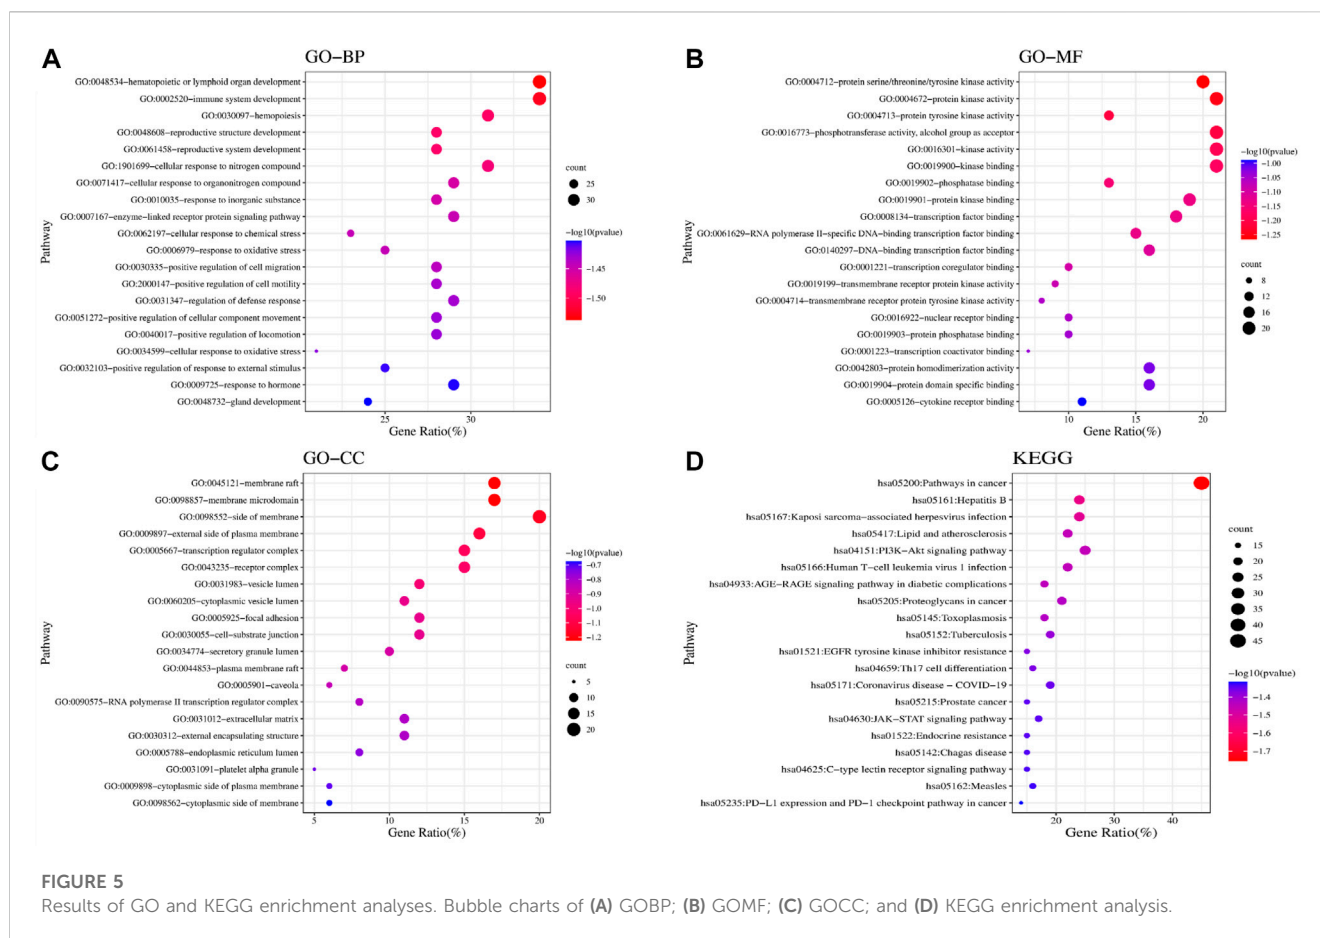 A
GO-BP
Pathway
GO:0048534-hematopoietic or lymphoid organ development
GO:0002520-immune system development
GO:0030097-hemopoiesis
GO:0048608-reproductive structure development
GO:0061458-reproductive system development
GO:1901699-cellular response to nitrogen compound
GO:0071417-cellular response to organonitrogen compound
GO:0010035-response to inorganic substance
GO:0007167-enzyme-linked receptor protein signaling pathway
GO:0062197-cellular response to chemical stress
GO:0006979-response to oxidative stress
GO:0030335-positive regulation of cell migration
GO:2000147-positive regulation of cell motility
GO:0031347-regulation of defense response
GO:0051272-positive regulation of cellular component movement
GO:0040017-positive regulation of locomotion
GO:0034599-cellular response to oxidative stress
GO:0032103-positive regulation of response to external stimulus
GO:0009725-response to hormone
GO:0048732-gland development
25 30
Gene Ratio(%)
count
25
30
-log10(pvalue)
-1.45
-1.50
B
GO-MF
Pathway
GO:0004712-protein serine/threonine/tyrosine kinase activity
GO:0004672-protein kinase activity
GO:0004713-protein tyrosine kinase activity
GO:0016773-phosphotransferase activity, alcohol group as acceptor
GO:0016301-kinase activity
GO:0019900-kinase binding
GO:0019902-phosphatase binding
GO:0019901-protein kinase binding
GO:0008134-transcription factor binding
GO:0061629-RNA polymerase II-specific DNA-binding transcription factor binding
GO:0140297-DNA-binding transcription factor binding
GO:0001221-transcription coregulator binding
GO:0019199-transmembrane receptor protein kinase activity
GO:0004714-transmembrane receptor protein tyrosine kinase activity
GO:0016922-nuclear receptor binding
GO:0019903-protein phosphatase binding
GO:0001223-transcription coactivator binding
GO:0042803-protein homodimerization activity
GO:0019904-protein domain specific binding
GO:0005126-cytokine receptor binding
10 15 20
Gene Ratio(%)
-log10(pvalue)
-1.00
-1.05
-1.10
-1.15
-1.20
-1.25
count
8
12
16
20
C
GO-CC
Pathway
GO:0045121-membrane raft
GO:0098857-membrane microdomain
GO:0098552-side of membrane
GO:0009897-external side of plasma membrane
GO:0005667-transcription regulator complex
GO:0043235-receptor complex
GO:0031983-vesicle lumen
GO:0060205-cytoplasmic vesicle lumen
GO:0005925-focal adhesion
GO:0030055-cell-substrate junction
GO:0034774-secretory granule lumen
GO:0044853-plasma membrane raft
GO:0005901-caveola
GO:0090575-RNA polymerase II transcription regulator complex
GO:0031012-extracellular matrix
GO:0030312-external encapsulating structure
GO:0005788-endoplasmic reticulum lumen
GO:0031091-platelet alpha granule
GO:0009898-cytoplasmic side of plasma membrane
GO:0098562-cytoplasmic side of membrane
5 10 15 20
Gene Ratio(%)
-log10(pvalue)
-0.7
-0.8
-0.9
-1.0
-1.1
-1.2
count
5
10
15
20
D
KEGG
Pathway
hsa05200:Pathways in cancer
hsa05161:Hepatitis B
hsa05167:Kaposi sarcoma-associated herpesvirus infection
hsa05417:Lipid and atherosclerosis
hsa04151:PI3K-Akt signaling pathway
hsa05166:Human T-cell leukemia virus 1 infection
hsa04933:AGE-RAGE signaling pathway in diabetic complications
hsa05205:Proteoglycans in cancer
hsa05145:Toxoplasmosis
hsa05152:Tuberculosis
hsa01521:EGFR tyrosine kinase inhibitor resistance
hsa04659:Th17 cell differentiation
hsa05171:Coronavirus disease - COVID-19
hsa05215:Prostate cancer
hsa04630:JAK-STAT signaling pathway
hsa01522:Endocrine resistance
hsa05142:Chagas disease
hsa04625:C-type lectin receptor signaling pathway
hsa05162:Measles
hsa05235:PD-L1 expression and PD-1 checkpoint pathway in cancer
20 30 40
Gene Ratio(%)
count
15
20
25
30
35
40
45
-log10(pvalue)
-1.4
-1.5
-1.6
-1.7
FIGURE 5
Results of GO and KEGG enrichment analyses. Bubble charts of (A) GOBP; (B) GOMF; (C) GOCC; and (D) KEGG enrichment analysis.